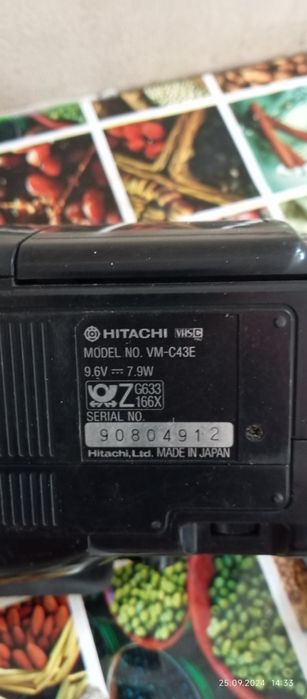 HITACHI VHS C
MODEL NO. VM-C43E
9.6V ⎓ 7.9W
Z G633
166X
SERIAL NO.
90804912
Hitachi,Ltd. MADE IN JAPAN
25.09.2024 14:33